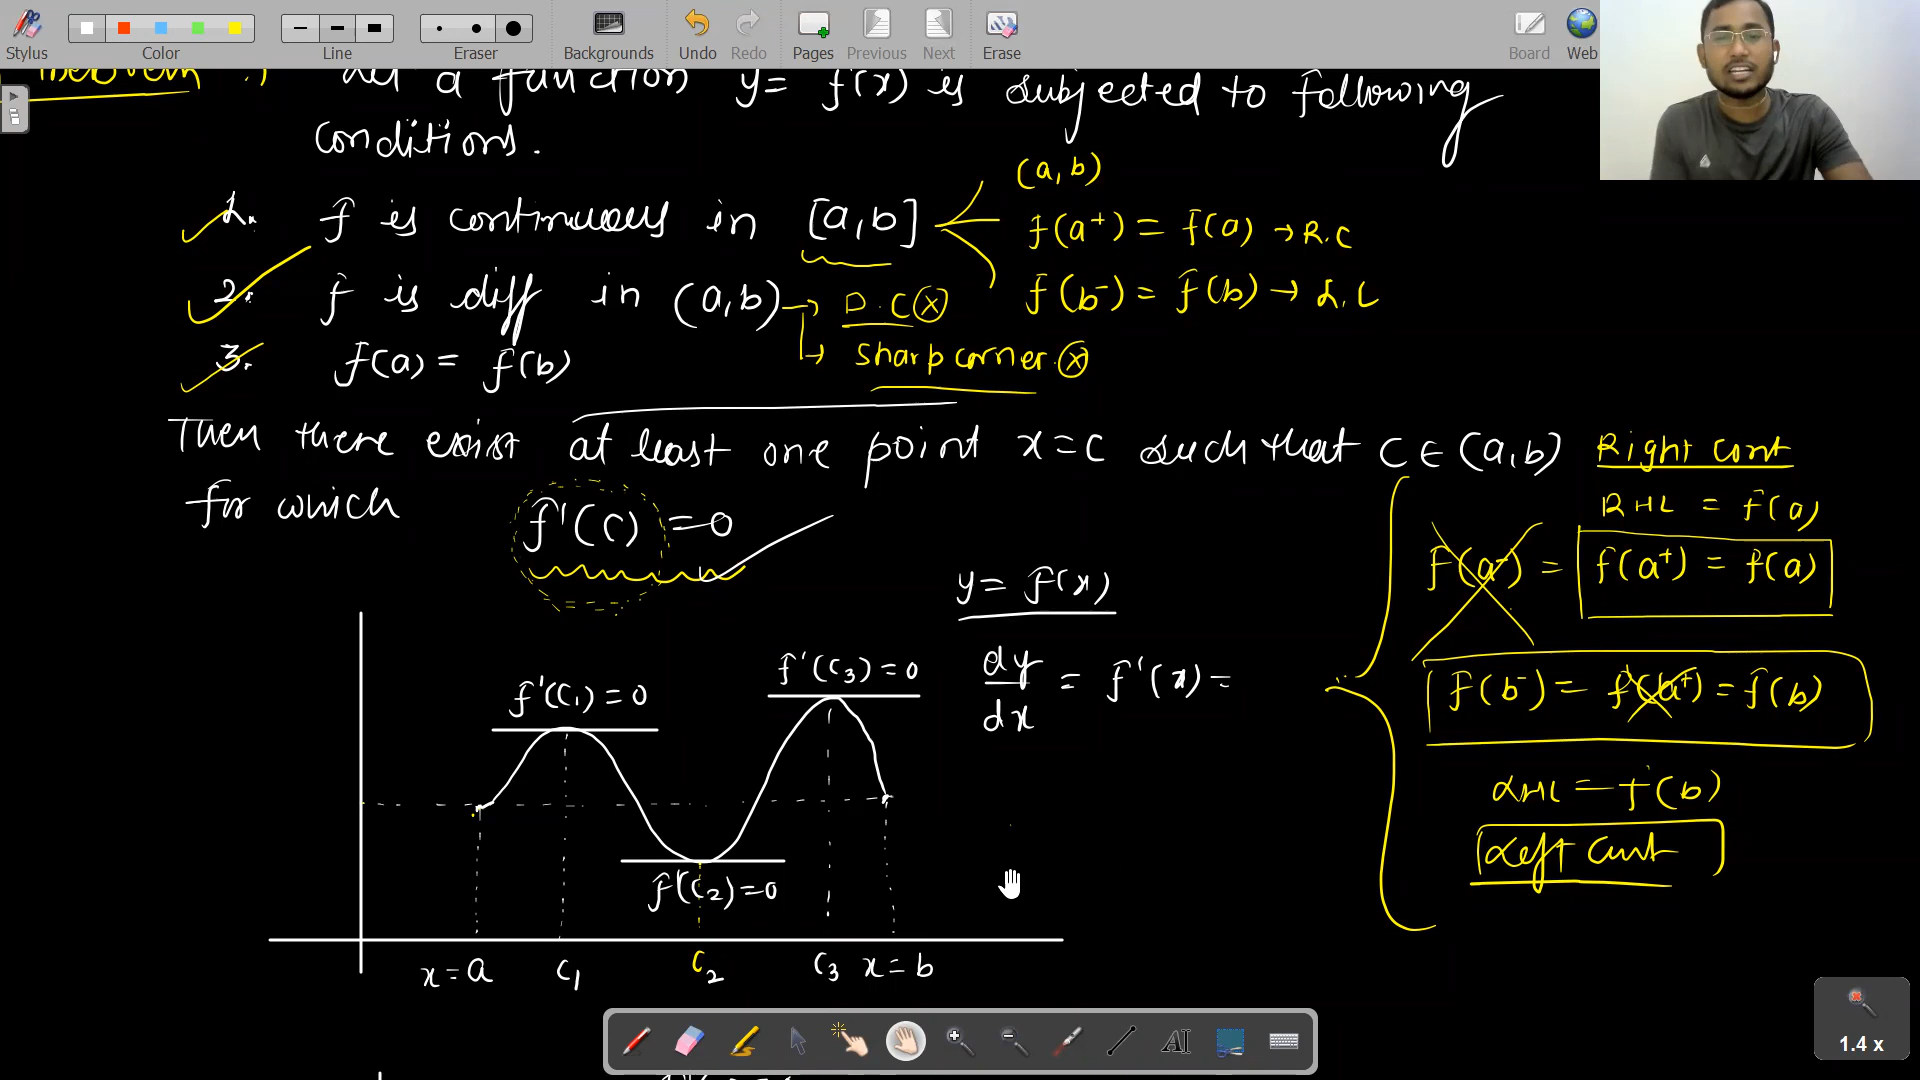 Stylus Color Line Eraser Backgrounds Undo Redo Pages Previous Next Erase Board Web
Theorem :
Let a function y= f(x) is subjected to following
conditions.
1. f is continuous in [a,b]
(a,b)
f(a⁺) = f(a) → R.C
f(b⁻) = f(b) → L.C
2. f is diff in (a,b) → D.C ⓧ
→ Sharp corner. ⓧ
3. f(a) = f(b)
Then there exist at least one point x=c such that c∈(a,b)
for which f'(c) =0
Right cont
RHL = f(a)
f(a⁻) = f(a⁺) = f(a)
f(b⁻) = f(a⁺) = f(b)
LHL = f(b)
Left cont
y= f(x)
dy/dx = f'(x) =
f'(c₁)=0
f'(c₃)=0
f'(c₂)=0
x=a c₁ c₂ c₃ x=b
1.4 x